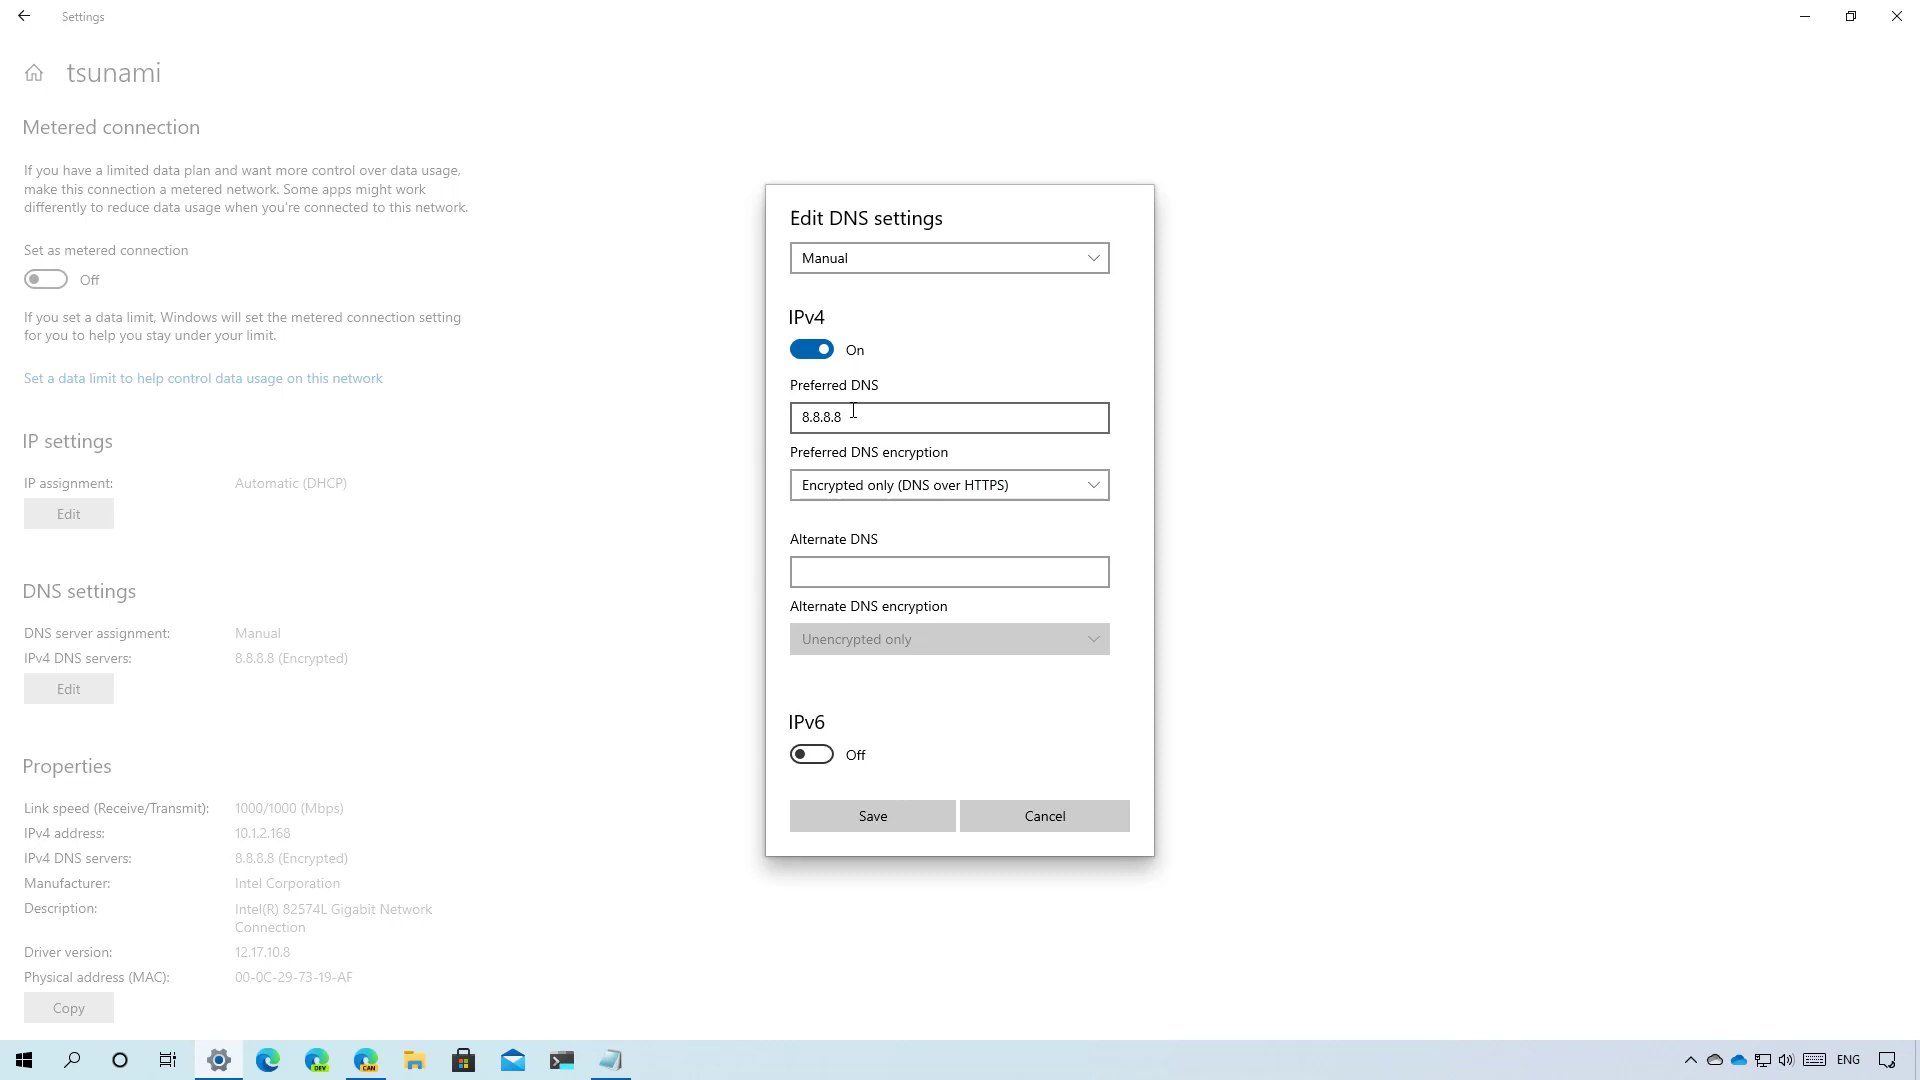 Settings
tsunami
Metered connection
If you have a limited data plan and want more control over data usage,
make this connection a metered network. Some apps might work
differently to reduce data usage when you're connected to this network.
Set as metered connection
Off
If you set a data limit, Windows will set the metered connection setting
for you to help you stay under your limit.
Set a data limit to help control data usage on this network
IP settings
IP assignment: Automatic (DHCP)
Edit
DNS settings
DNS server assignment: Manual
IPv4 DNS servers: 8.8.8.8 (Encrypted)
Edit
Properties
Link speed (Receive/Transmit): 1000/1000 (Mbps)
IPv4 address: 10.1.2.168
IPv4 DNS servers: 8.8.8.8 (Encrypted)
Manufacturer: Intel Corporation
Description: Intel(R) 82574L Gigabit Network
Connection
Driver version: 12.17.10.8
Physical address (MAC): 00-0C-29-73-19-AF
Copy
Edit DNS settings
Manual
IPv4
On
Preferred DNS
8.8.8.8
Preferred DNS encryption
Encrypted only (DNS over HTTPS)
Alternate DNS
Alternate DNS encryption
Unencrypted only
IPv6
Off
Save Cancel
DEV CAN ENG